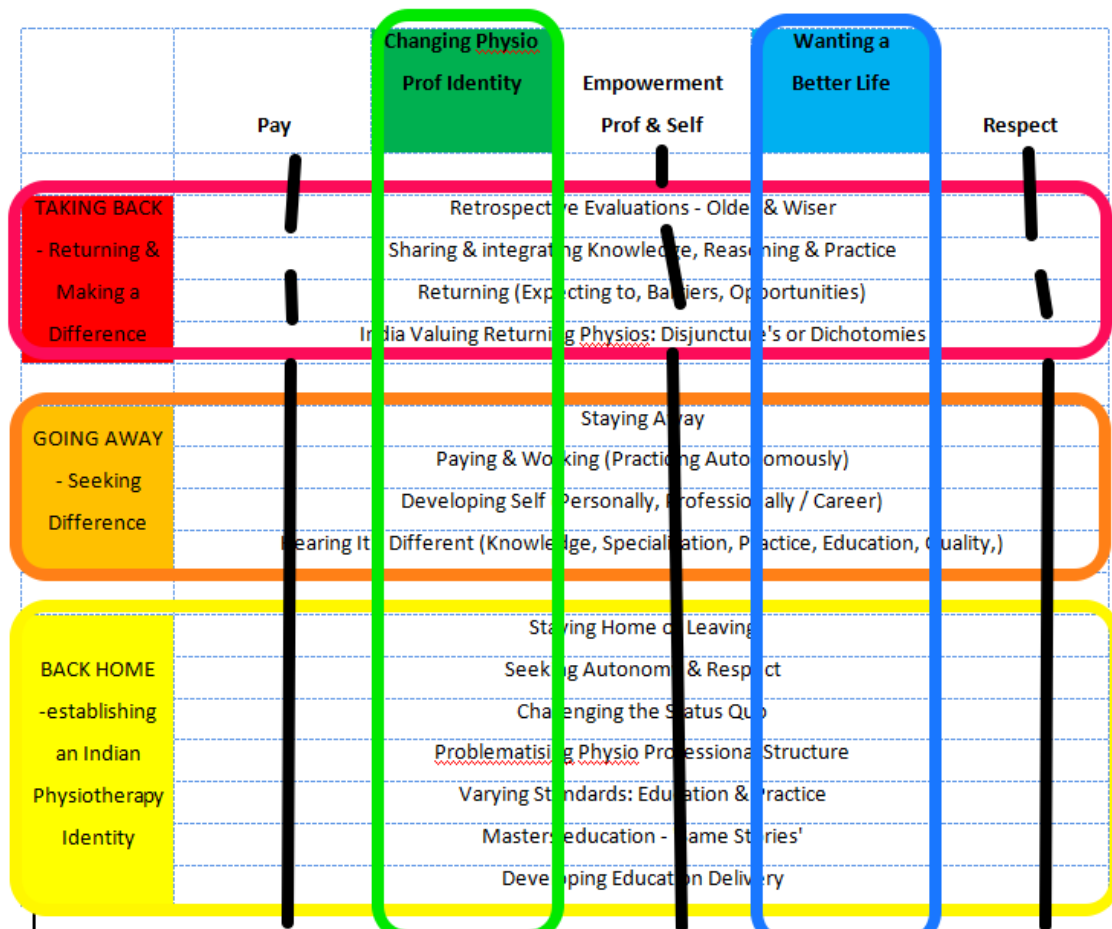 Changing Physio
Prof Identity
Wanting a
Better Life
Empowerment
Prof & Self
Pay
Respect
TAKING BACK
- Returning &
Making a
Difference
Retrospective Evaluations - Older & Wiser
Sharing & integrating Knowledge, Reasoning & Practice
Returning (Expecting to, Barriers, Opportunities)
India Valuing Returning Physios: Disjuncture's or Dichotomies
GOING AWAY
- Seeking
Difference
Staying Away
Paying & Working (Practicing Autonomously)
Developing Self (Personally, Professionally / Career)
Hearing It Different (Knowledge, Specialisation, Practice, Education, Quality,)
BACK HOME
-establishing
an Indian
Physiotherapy
Identity
Staying Home or Leaving
Seeking Autonomy & Respect
Challenging the Status Quo
Problematising Physio Professional Structure
Varying Standards: Education & Practice
Masters education - 'Same Stories'
Developing Education Delivery